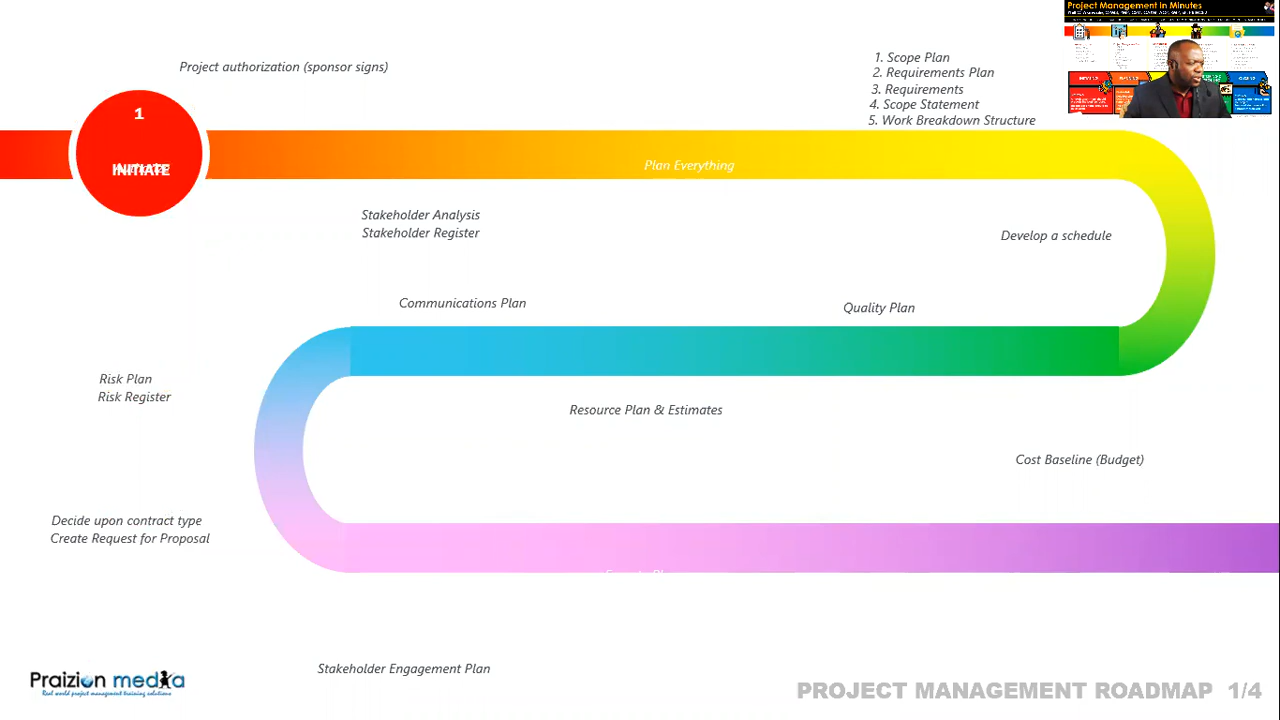 Project Management in Minutes
Project authorization (sponsor signs)
1. Scope Plan
2. Requirements Plan
3. Requirements
4. Scope Statement
5. Work Breakdown Structure
1
INITIATE
Plan Everything
Stakeholder Analysis
Stakeholder Register
Develop a schedule
Communications Plan
Quality Plan
Risk Plan
Risk Register
Resource Plan & Estimates
Cost Baseline (Budget)
Decide upon contract type
Create Request for Proposal
Stakeholder Engagement Plan
Praizion media
Real world project management training solutions
PROJECT MANAGEMENT ROADMAP 1/4